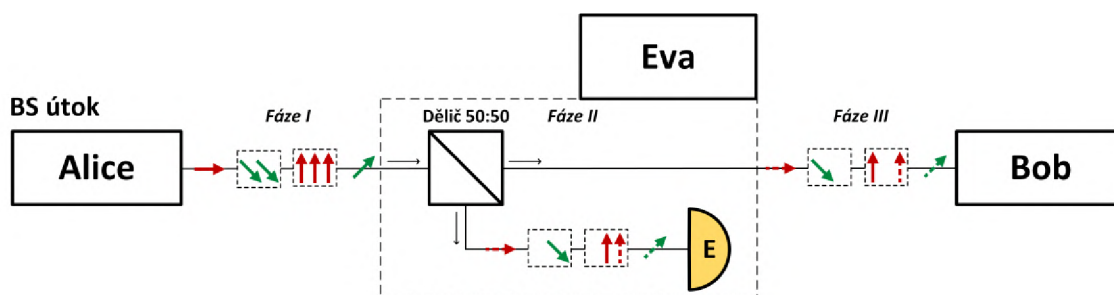 Eva
BS útok
Fáze I
Dělič 50:50
Fáze II
Fáze III
Alice
Bob
E